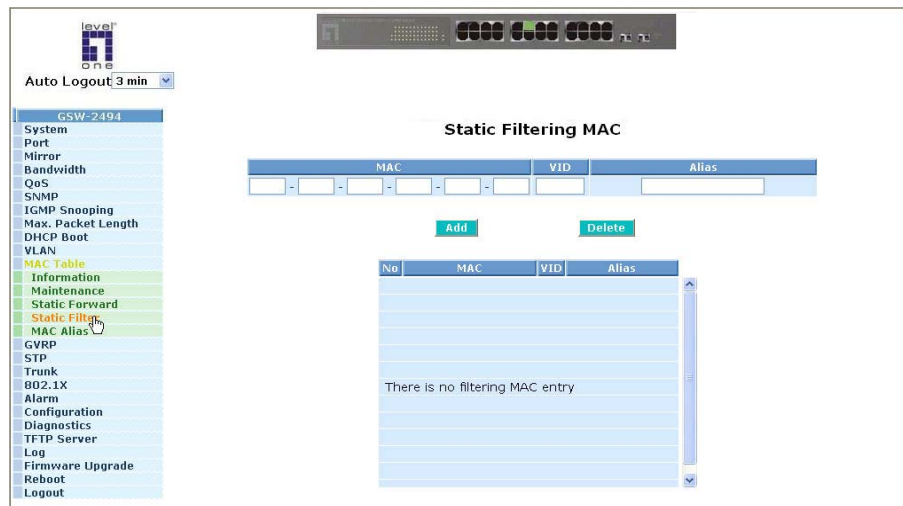 level
one
Auto Logout 3 min
GSW-2494
System
Port
Mirror
Bandwidth
QoS
SNMP
IGMP Snooping
Max. Packet Length
DHCP Boot
VLAN
MAC Table
Information
Maintenance
Static Forward
Static Filter
MAC Alias
GVRP
STP
Trunk
802.1X
Alarm
Configuration
Diagnostics
TFTP Server
Log
Firmware Upgrade
Reboot
Logout
Static Filtering MAC
MAC VID Alias
- - - - -
Add Delete
No MAC VID Alias
There is no filtering MAC entry